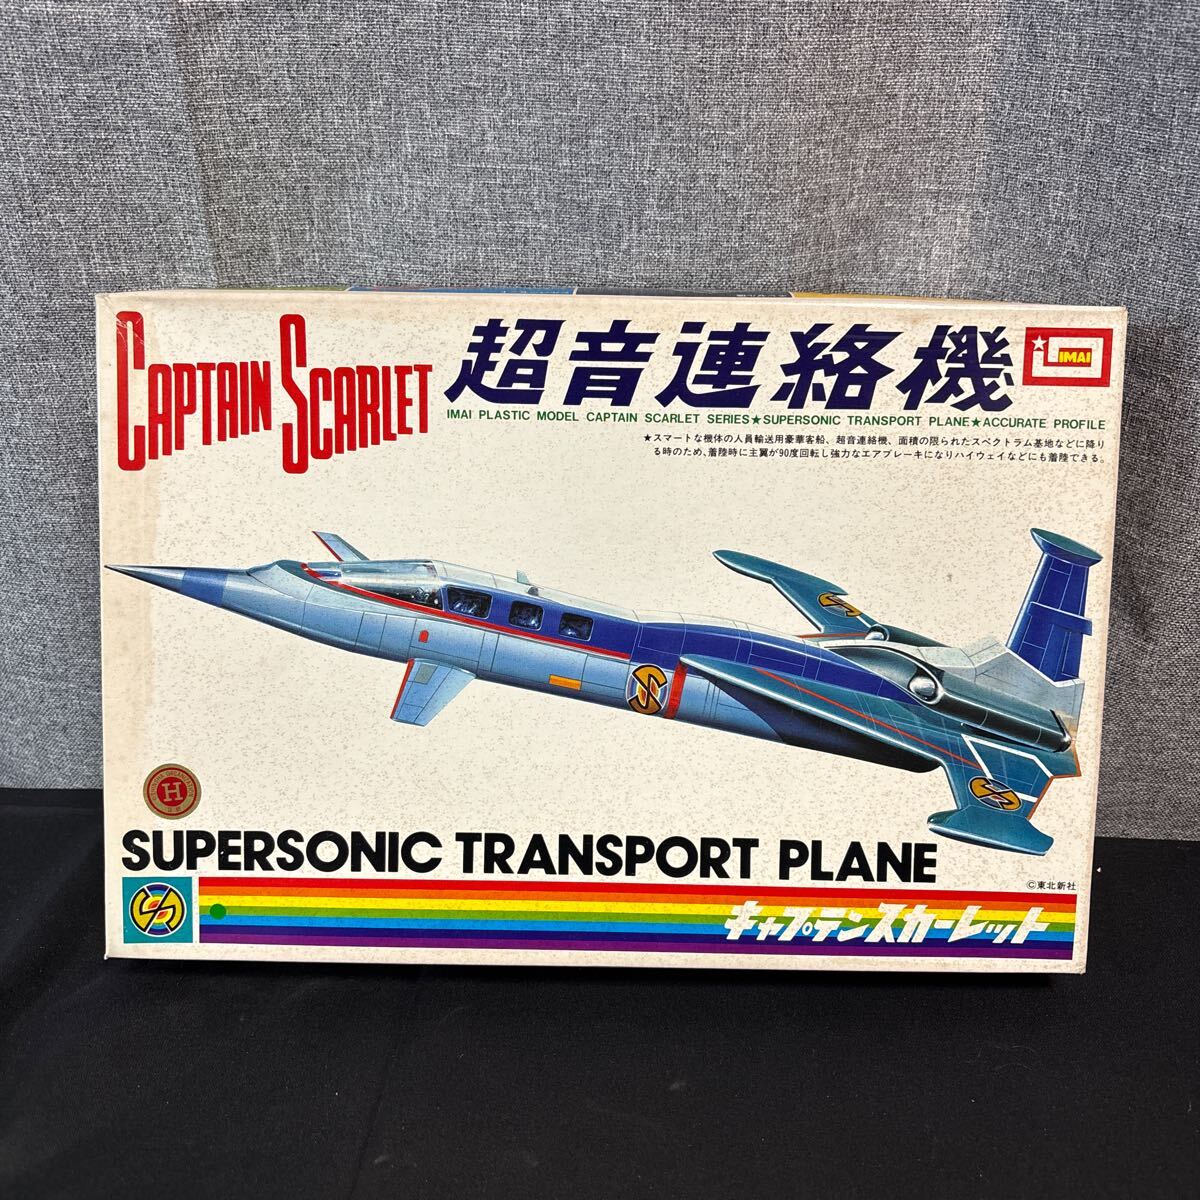 CAPTAIN SCARLET
超音連絡機
IMAI
IMAI PLASTIC MODEL CAPTAIN SCARLET SERIES★SUPERSONIC TRANSPORT PLANE★ACCURATE PROFILE
★スマートな機体の人員輸送用豪華客船、超音連絡機、面積の限られたスペクトラム基地などに降り
る時のため、着陸時に主翼が90度回転し強力なエアブレーキになりハイウェイなどにも着陸できる。
H
SUPERSONIC TRANSPORT PLANE
©東北新社
キャプテンスカーレット